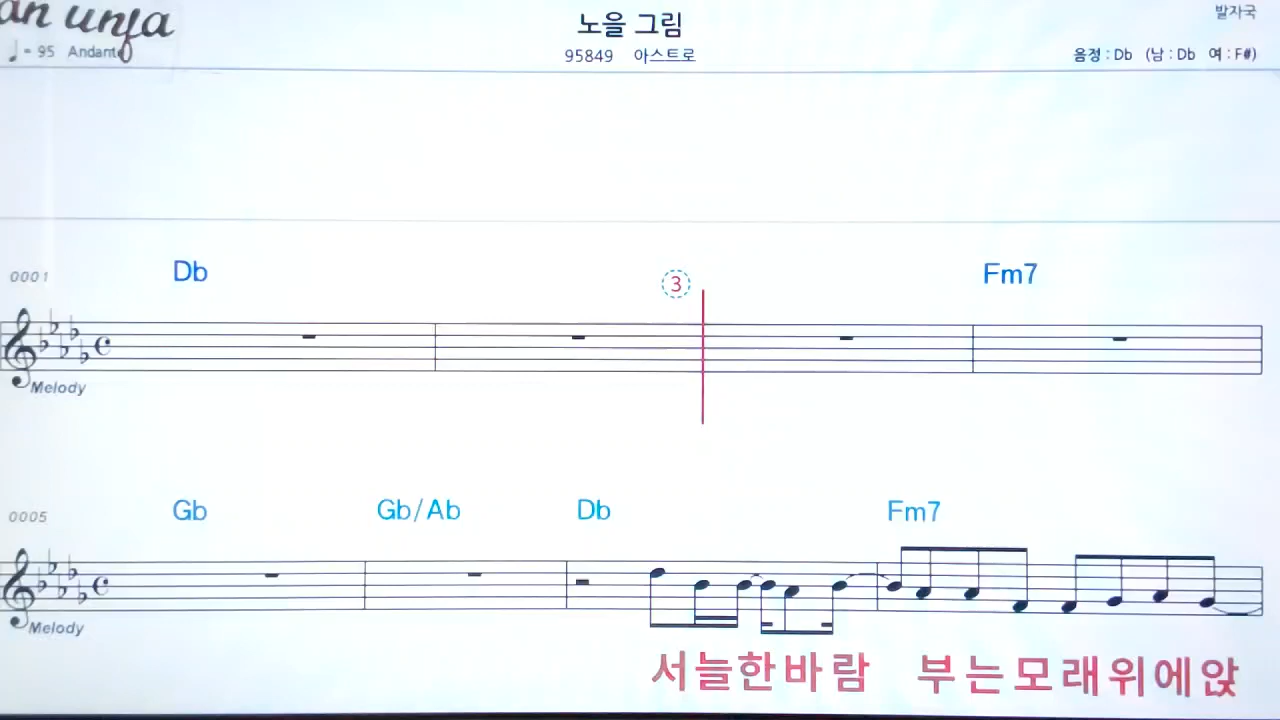 an unfa
♩= 95 Andante
노을 그림
95849 아스트로
발자국
음정 : Db (남 : Db 여 : F#)
0001 Db ③ Fm7
Melody
0005 Gb Gb/Ab Db Fm7
Melody
서늘한바람 부는모래위에앉